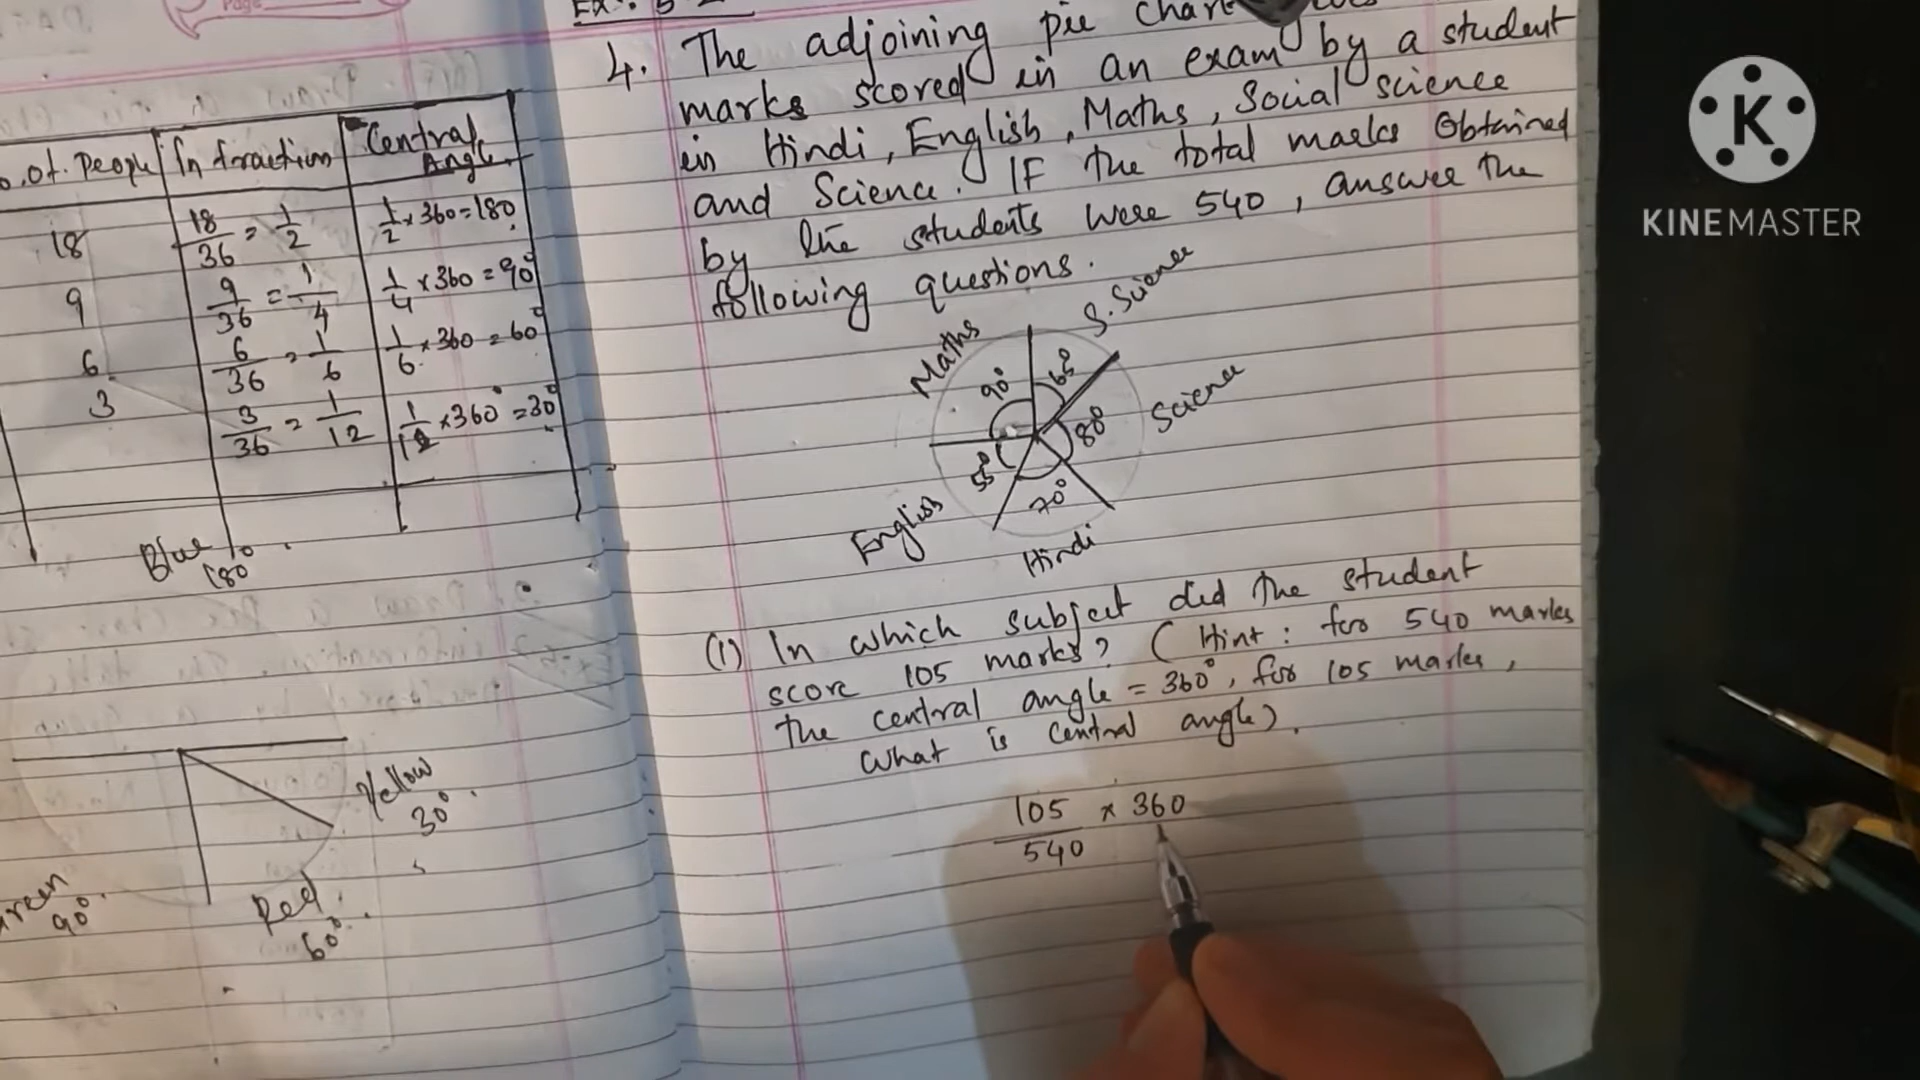 Page
4. The adjoining pie chart
marks scored in an exam by a student
in Hindi, English, Maths, Social science
and Science. IF the total marks Obtained
by the students were 540, answer the
following questions.
S. Science
Maths
90°
65°
Science
80°
55°
70°
English
Hindi
(1) In which subject did the student
score 105 marks? (Hint: for 540 marks
the central angle = 360°, for 105 marks,
what is central angle).
105 × 360
540
o. of. People In fraction Central Angle
18 18/36 = 1/2 1/2 × 360 = 180
9 9/36 = 1/4 1/4 × 360 = 90°
6 6/36 = 1/6 1/6 × 360 = 60°
3 3/36 = 1/12 1/12 × 360° = 30°
Blue
180°
Yellow
30°
Red
60°
reen
90°
K
KINEMASTER